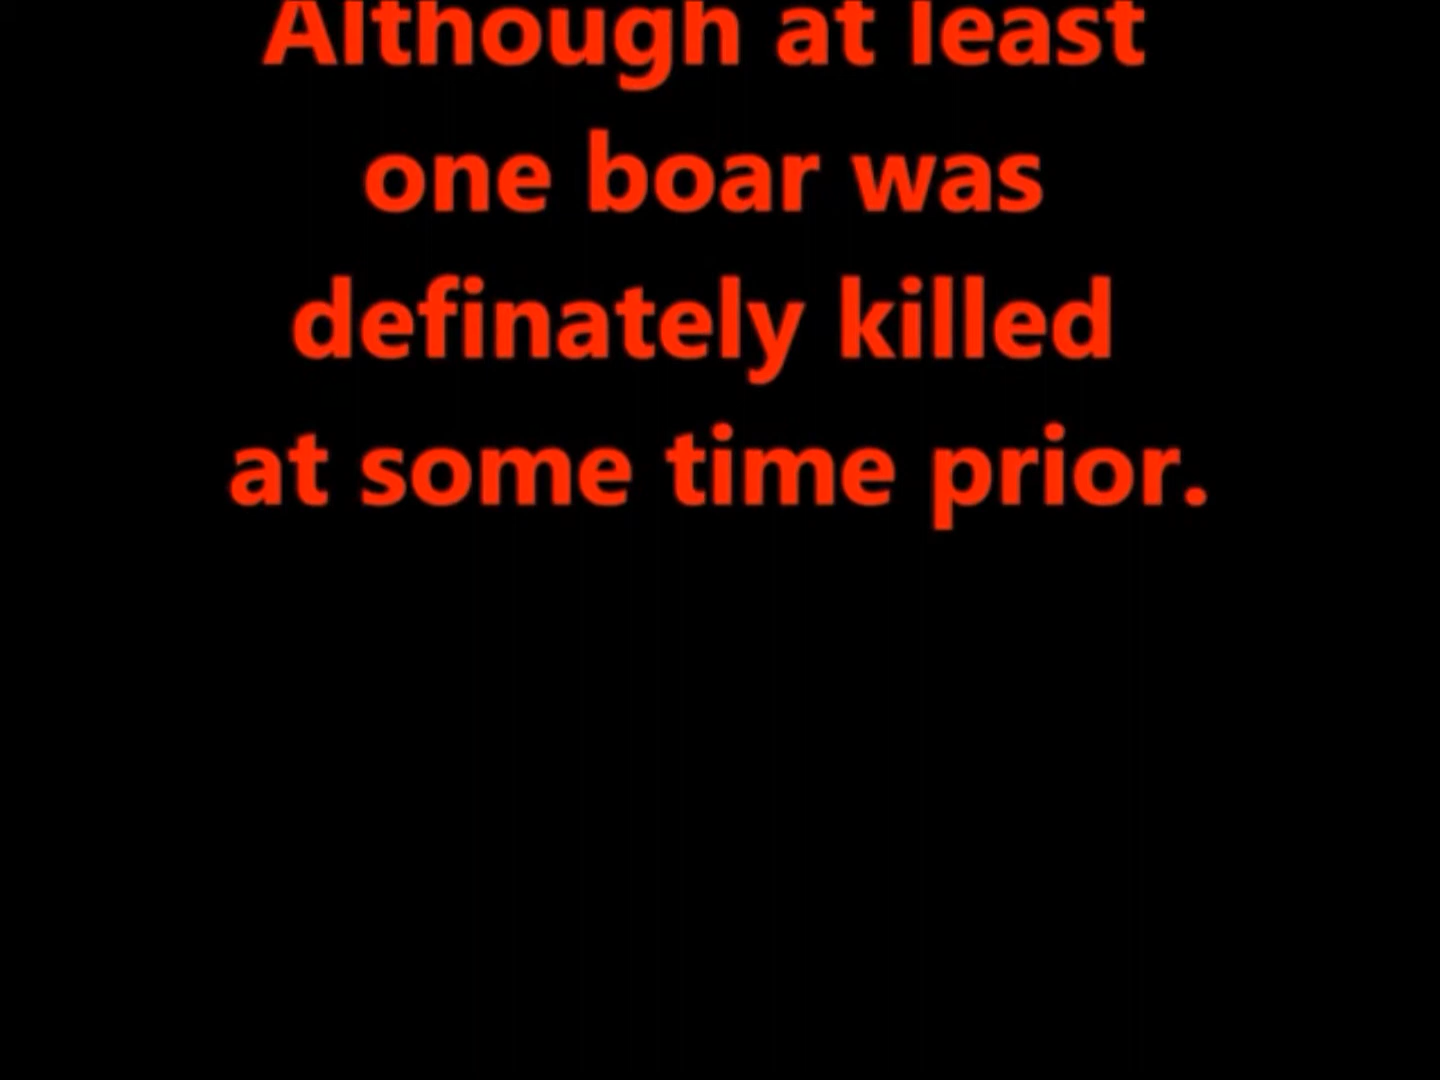 Although at least
one boar was
definately killed
at some time prior.